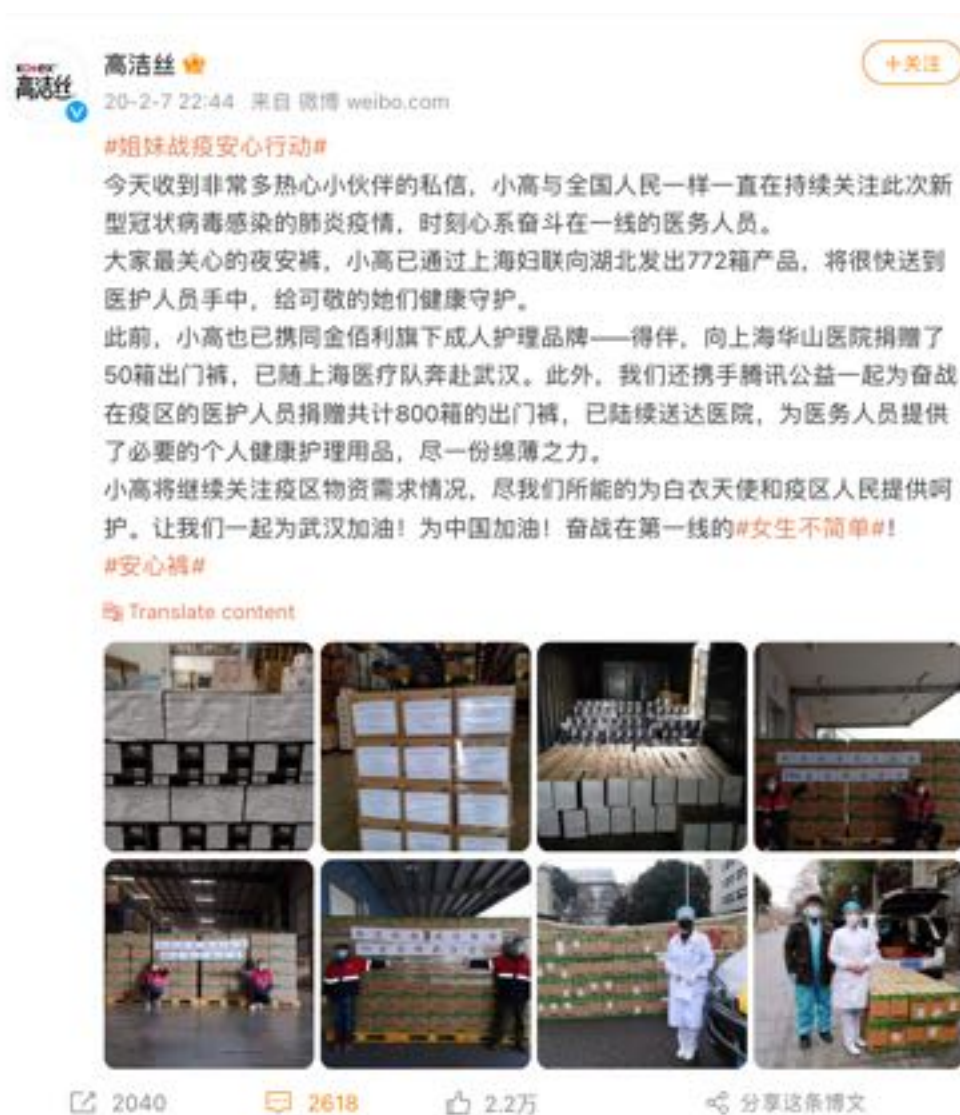 高洁丝
+关注
高洁丝
20-2-7 22:44 来自 微博 weibo.com
#姐妹战疫安心行动#
今天收到非常多热心小伙伴的私信，小高与全国人民一样一直在持续关注此次新
型冠状病毒感染的肺炎疫情，时刻心系奋斗在一线的医务人员。
大家最关心的夜安裤，小高已通过上海妇联向湖北发出772箱产品，将很快送到
医护人员手中，给可敬的她们健康守护。
此前，小高也已携同金佰利旗下成人护理品牌——得伴，向上海华山医院捐赠了
50箱出门裤，已随上海医疗队奔赴武汉。此外，我们还携手腾讯公益一起为奋战
在疫区的医护人员捐赠共计800箱的出门裤，已陆续送达医院，为医务人员提供
了必要的个人健康护理用品，尽一份绵薄之力。
小高将继续关注疫区物资需求情况，尽我们所能的为白衣天使和疫区人民提供呵
护。让我们一起为武汉加油！为中国加油！奋战在第一线的#女生不简单#！
#安心裤#
Translate content
2040
2618
2.2万
分享这条博文